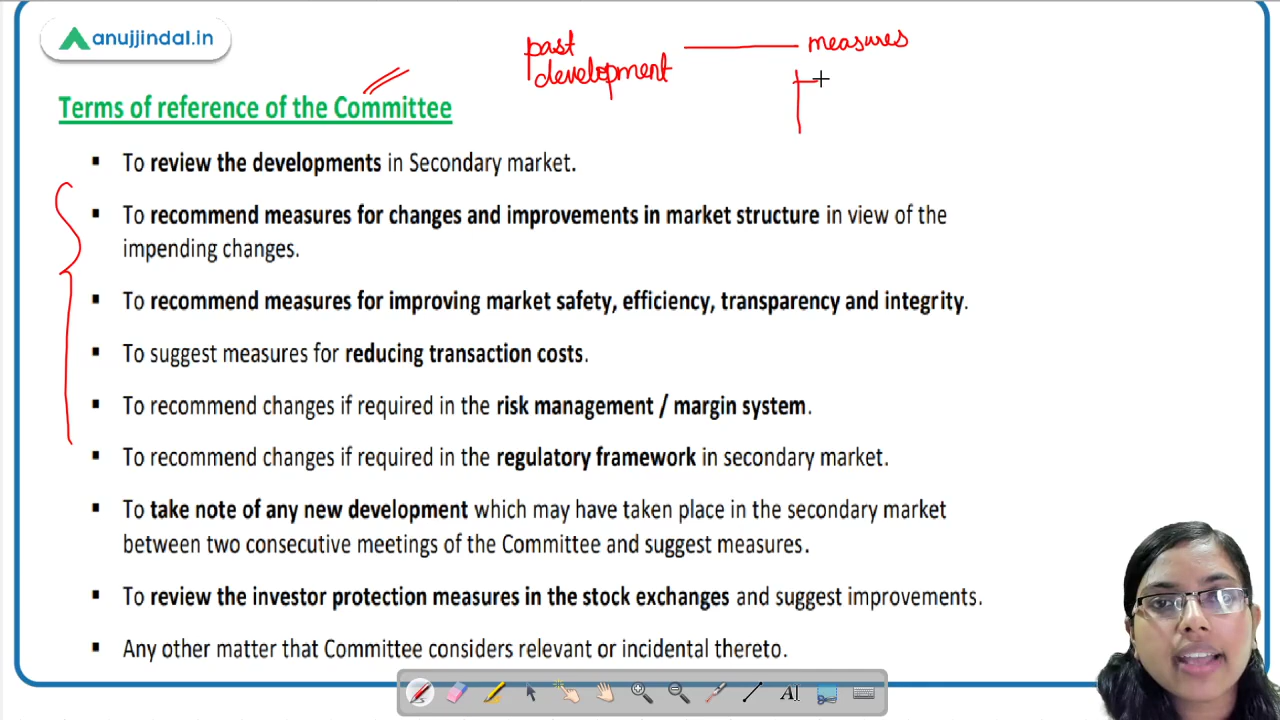 anujjindal.in
past measures
development
Terms of reference of the Committee
To review the developments in Secondary market.
To recommend measures for changes and improvements in market structure in view of the
impending changes.
To recommend measures for improving market safety, efficiency, transparency and integrity.
To suggest measures for reducing transaction costs.
To recommend changes if required in the risk management / margin system.
To recommend changes if required in the regulatory framework in secondary market.
To take note of any new development which may have taken place in the secondary market
between two consecutive meetings of the Committee and suggest measures.
To review the investor protection measures in the stock exchanges and suggest improvements.
Any other matter that Committee considers relevant or incidental thereto.